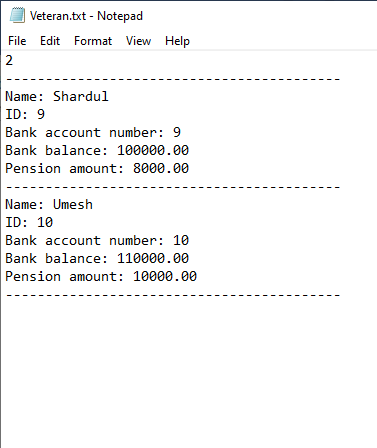 Veteran.txt - Notepad
File Edit Format View Help
2
------------------------------------------
Name: Shardul
ID: 9
Bank account number: 9
Bank balance: 100000.00
Pension amount: 8000.00
------------------------------------------
Name: Umesh
ID: 10
Bank account number: 10
Bank balance: 110000.00
Pension amount: 10000.00
------------------------------------------